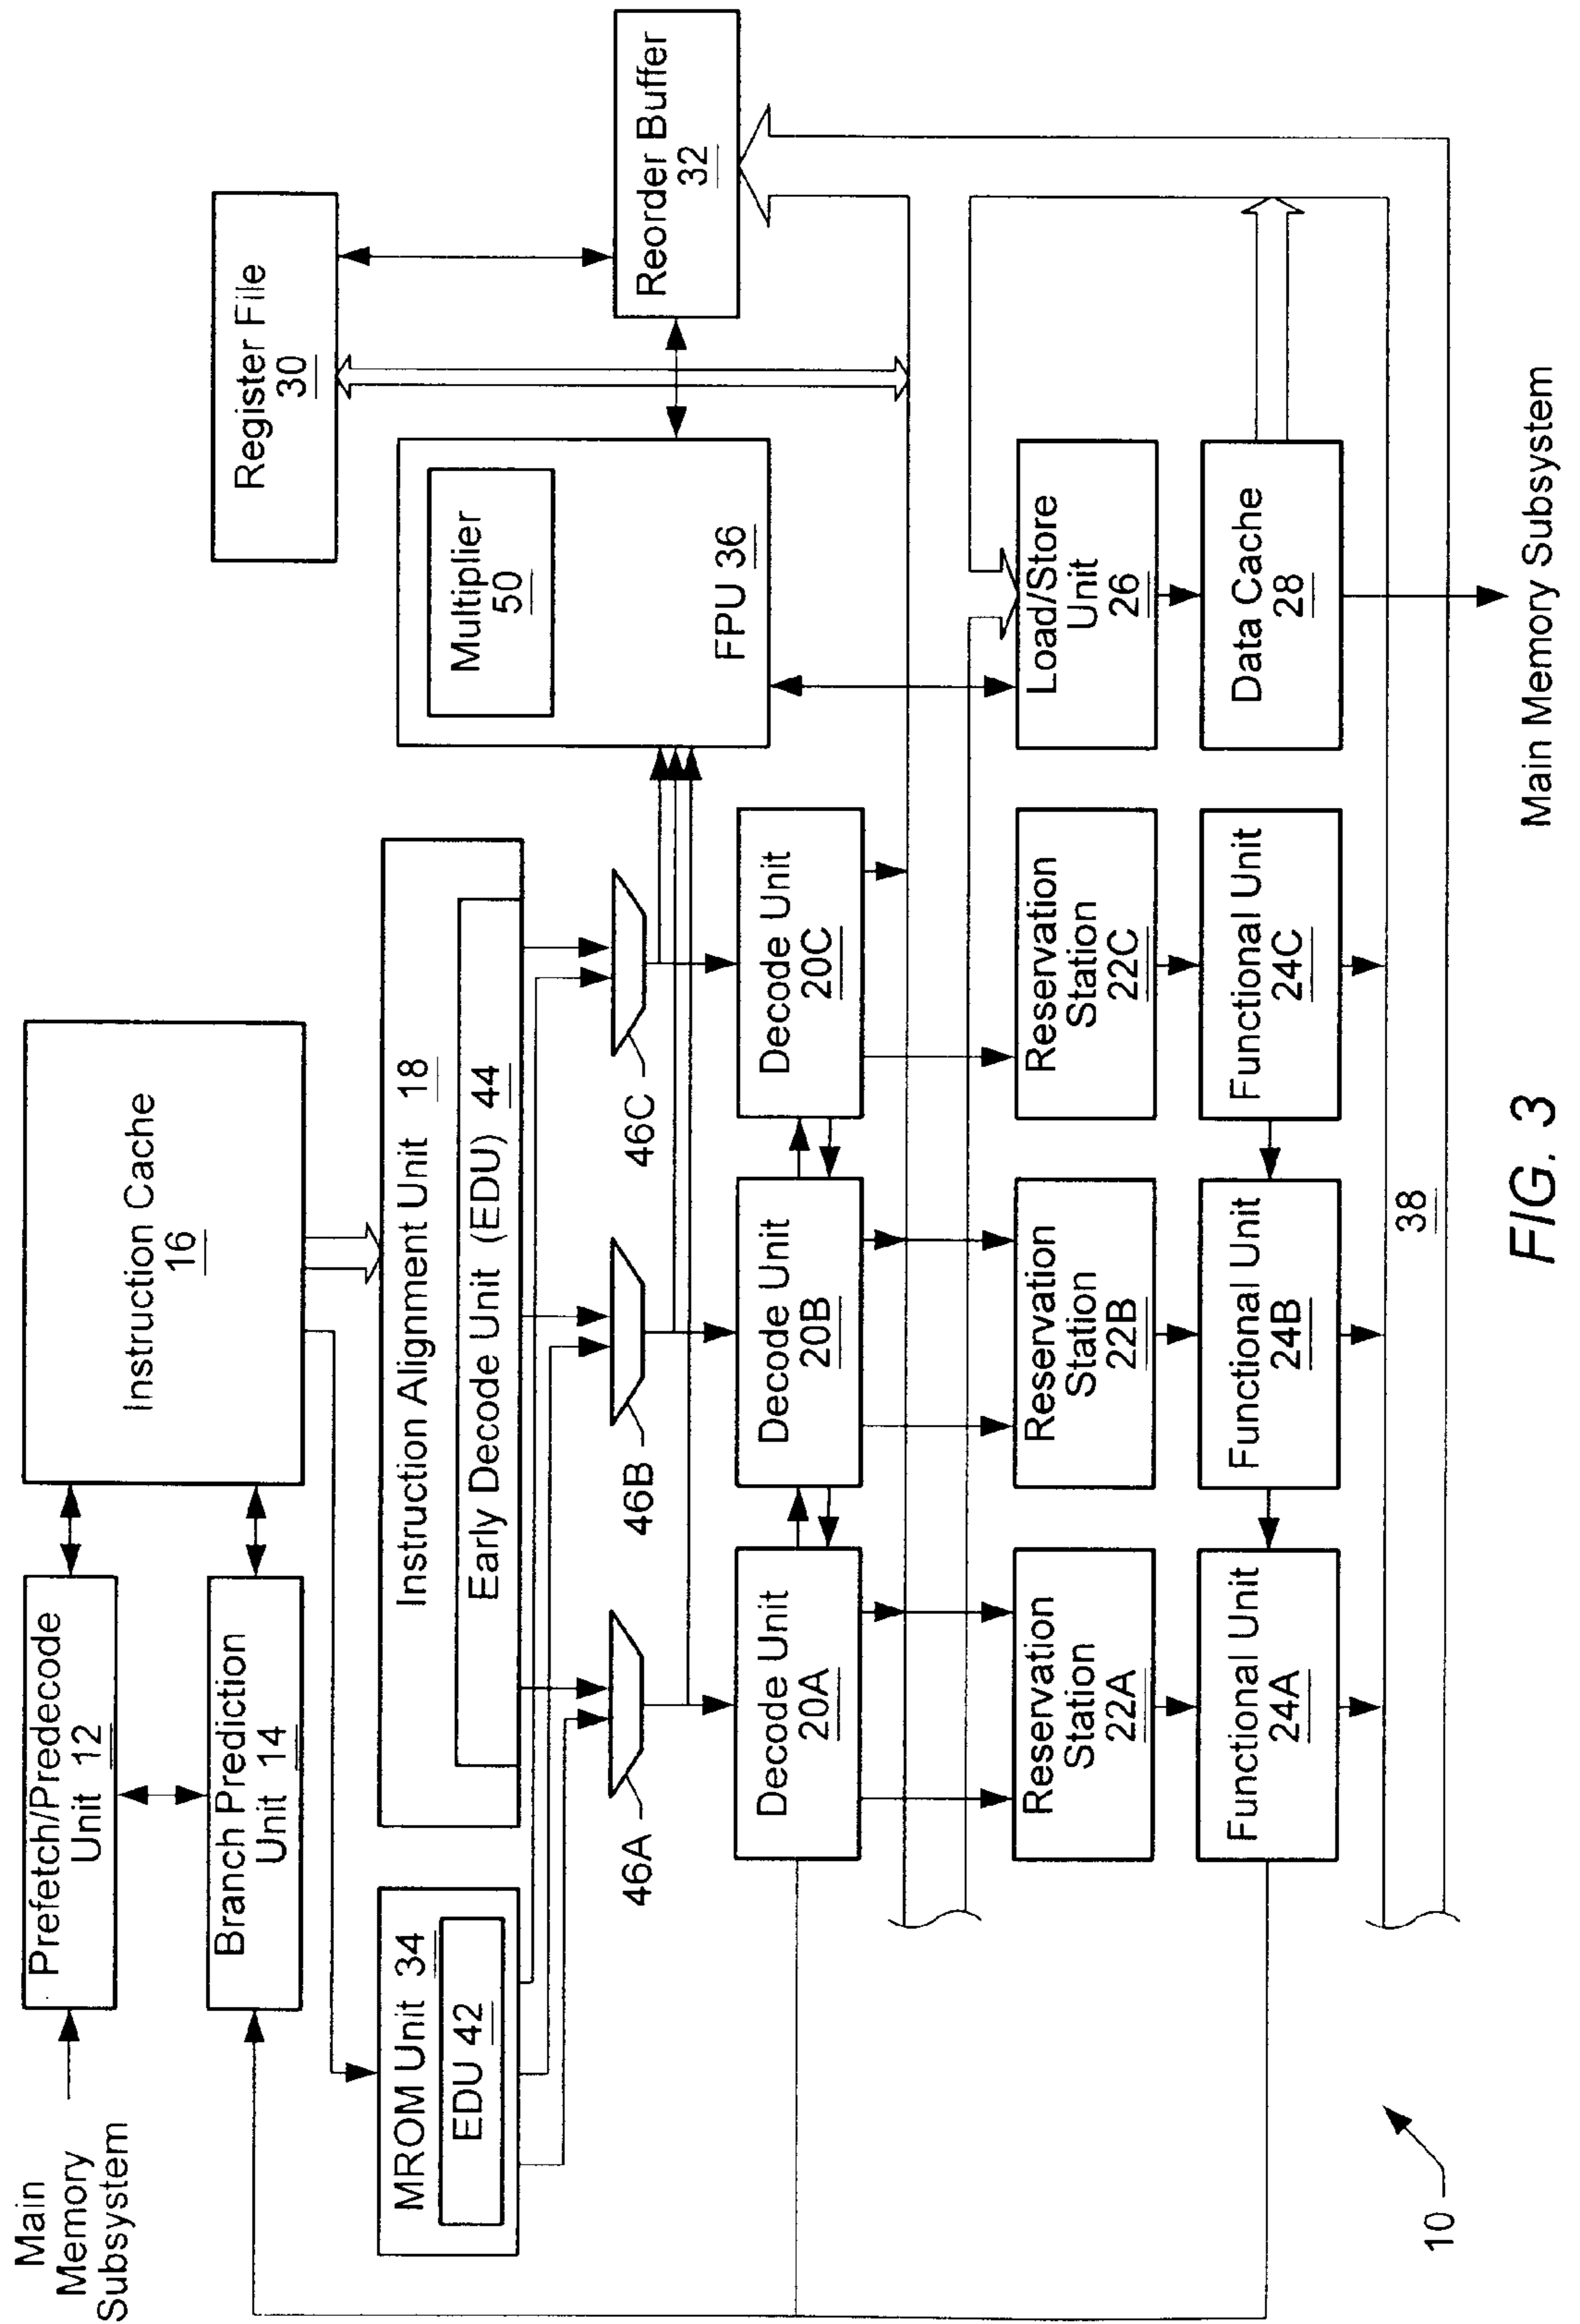 Main
Memory
Subsystem
Prefetch/Predecode
Unit 12
Branch Prediction
Unit 14
Instruction Cache
16
Register File
30
MROM Unit 34
EDU 42
Instruction Alignment Unit 18
Early Decode Unit (EDU) 44
Multiplier
50
FPU 36
Reorder Buffer
32
46A
46B
46C
Decode Unit
20A
Decode Unit
20B
Decode Unit
20C
Reservation
Station
22A
Reservation
Station
22B
Reservation
Station
22C
Load/Store
Unit
26
Functional Unit
24A
Functional Unit
24B
Functional Unit
24C
Data Cache
28
38
10
Main Memory Subsystem
FIG. 3